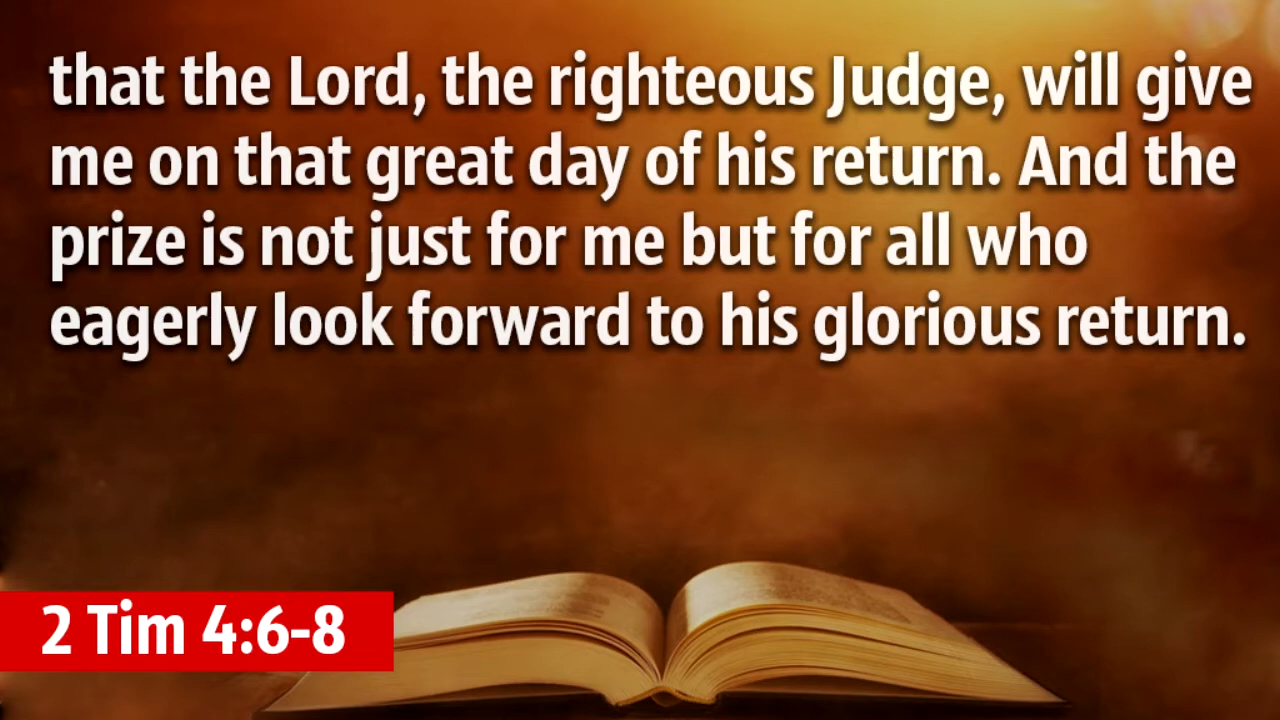 that the Lord, the righteous Judge, will give
me on that great day of his return. And the
prize is not just for me but for all who
eagerly look forward to his glorious return.
2 Tim 4:6-8